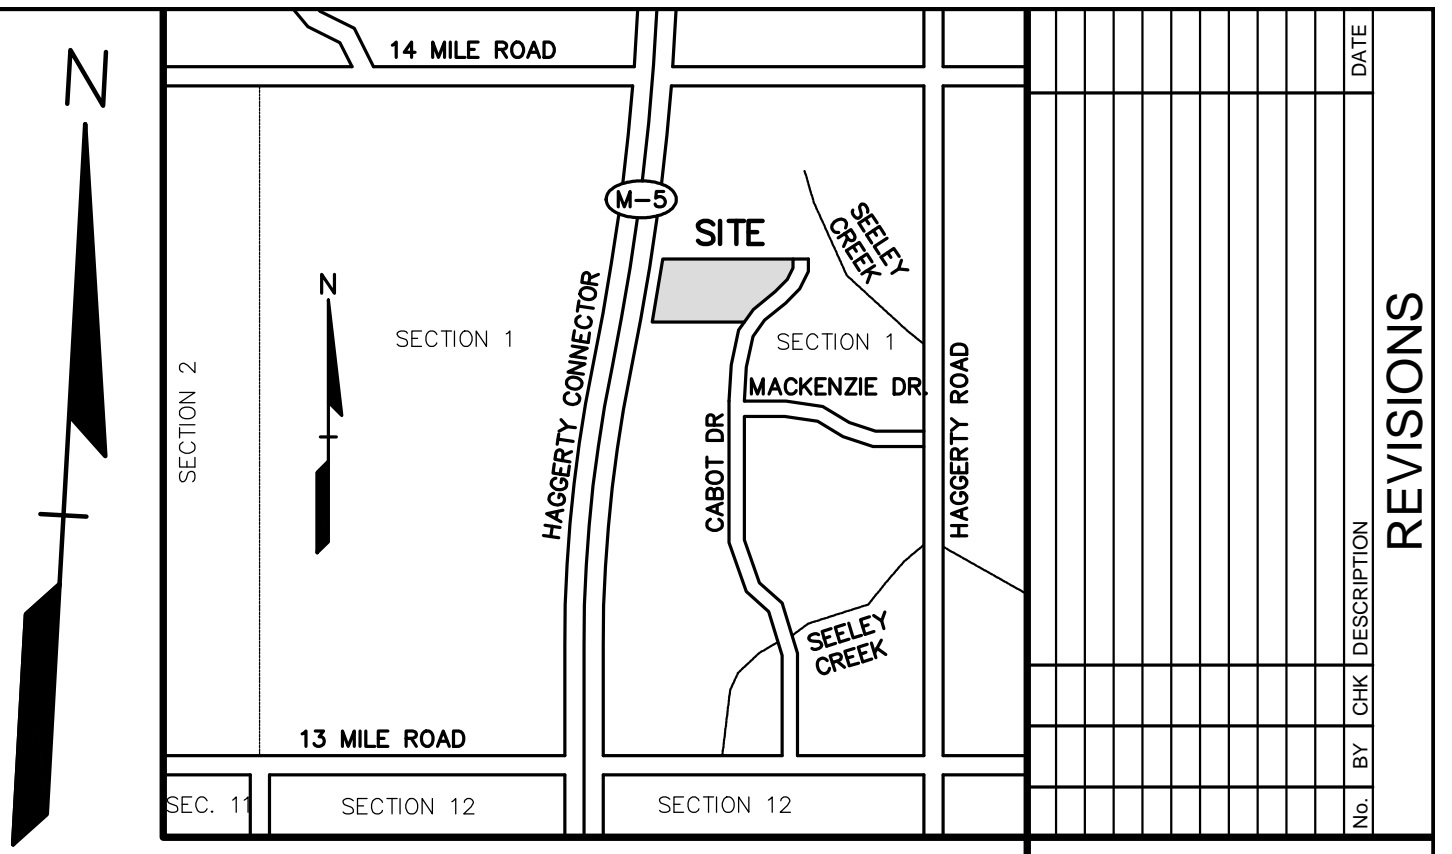 N
14 MILE ROAD
M-5
SITE
SEELEY
CREEK
N
HAGGERTY CONNECTOR
SECTION 1
SECTION 1
SECTION 2
MACKENZIE DR.
CABOT DR
HAGGERTY ROAD
SEELEY
CREEK
13 MILE ROAD
SEC. 11
SECTION 12
SECTION 12
No.
BY
CHK
DESCRIPTION
DATE
REVISIONS